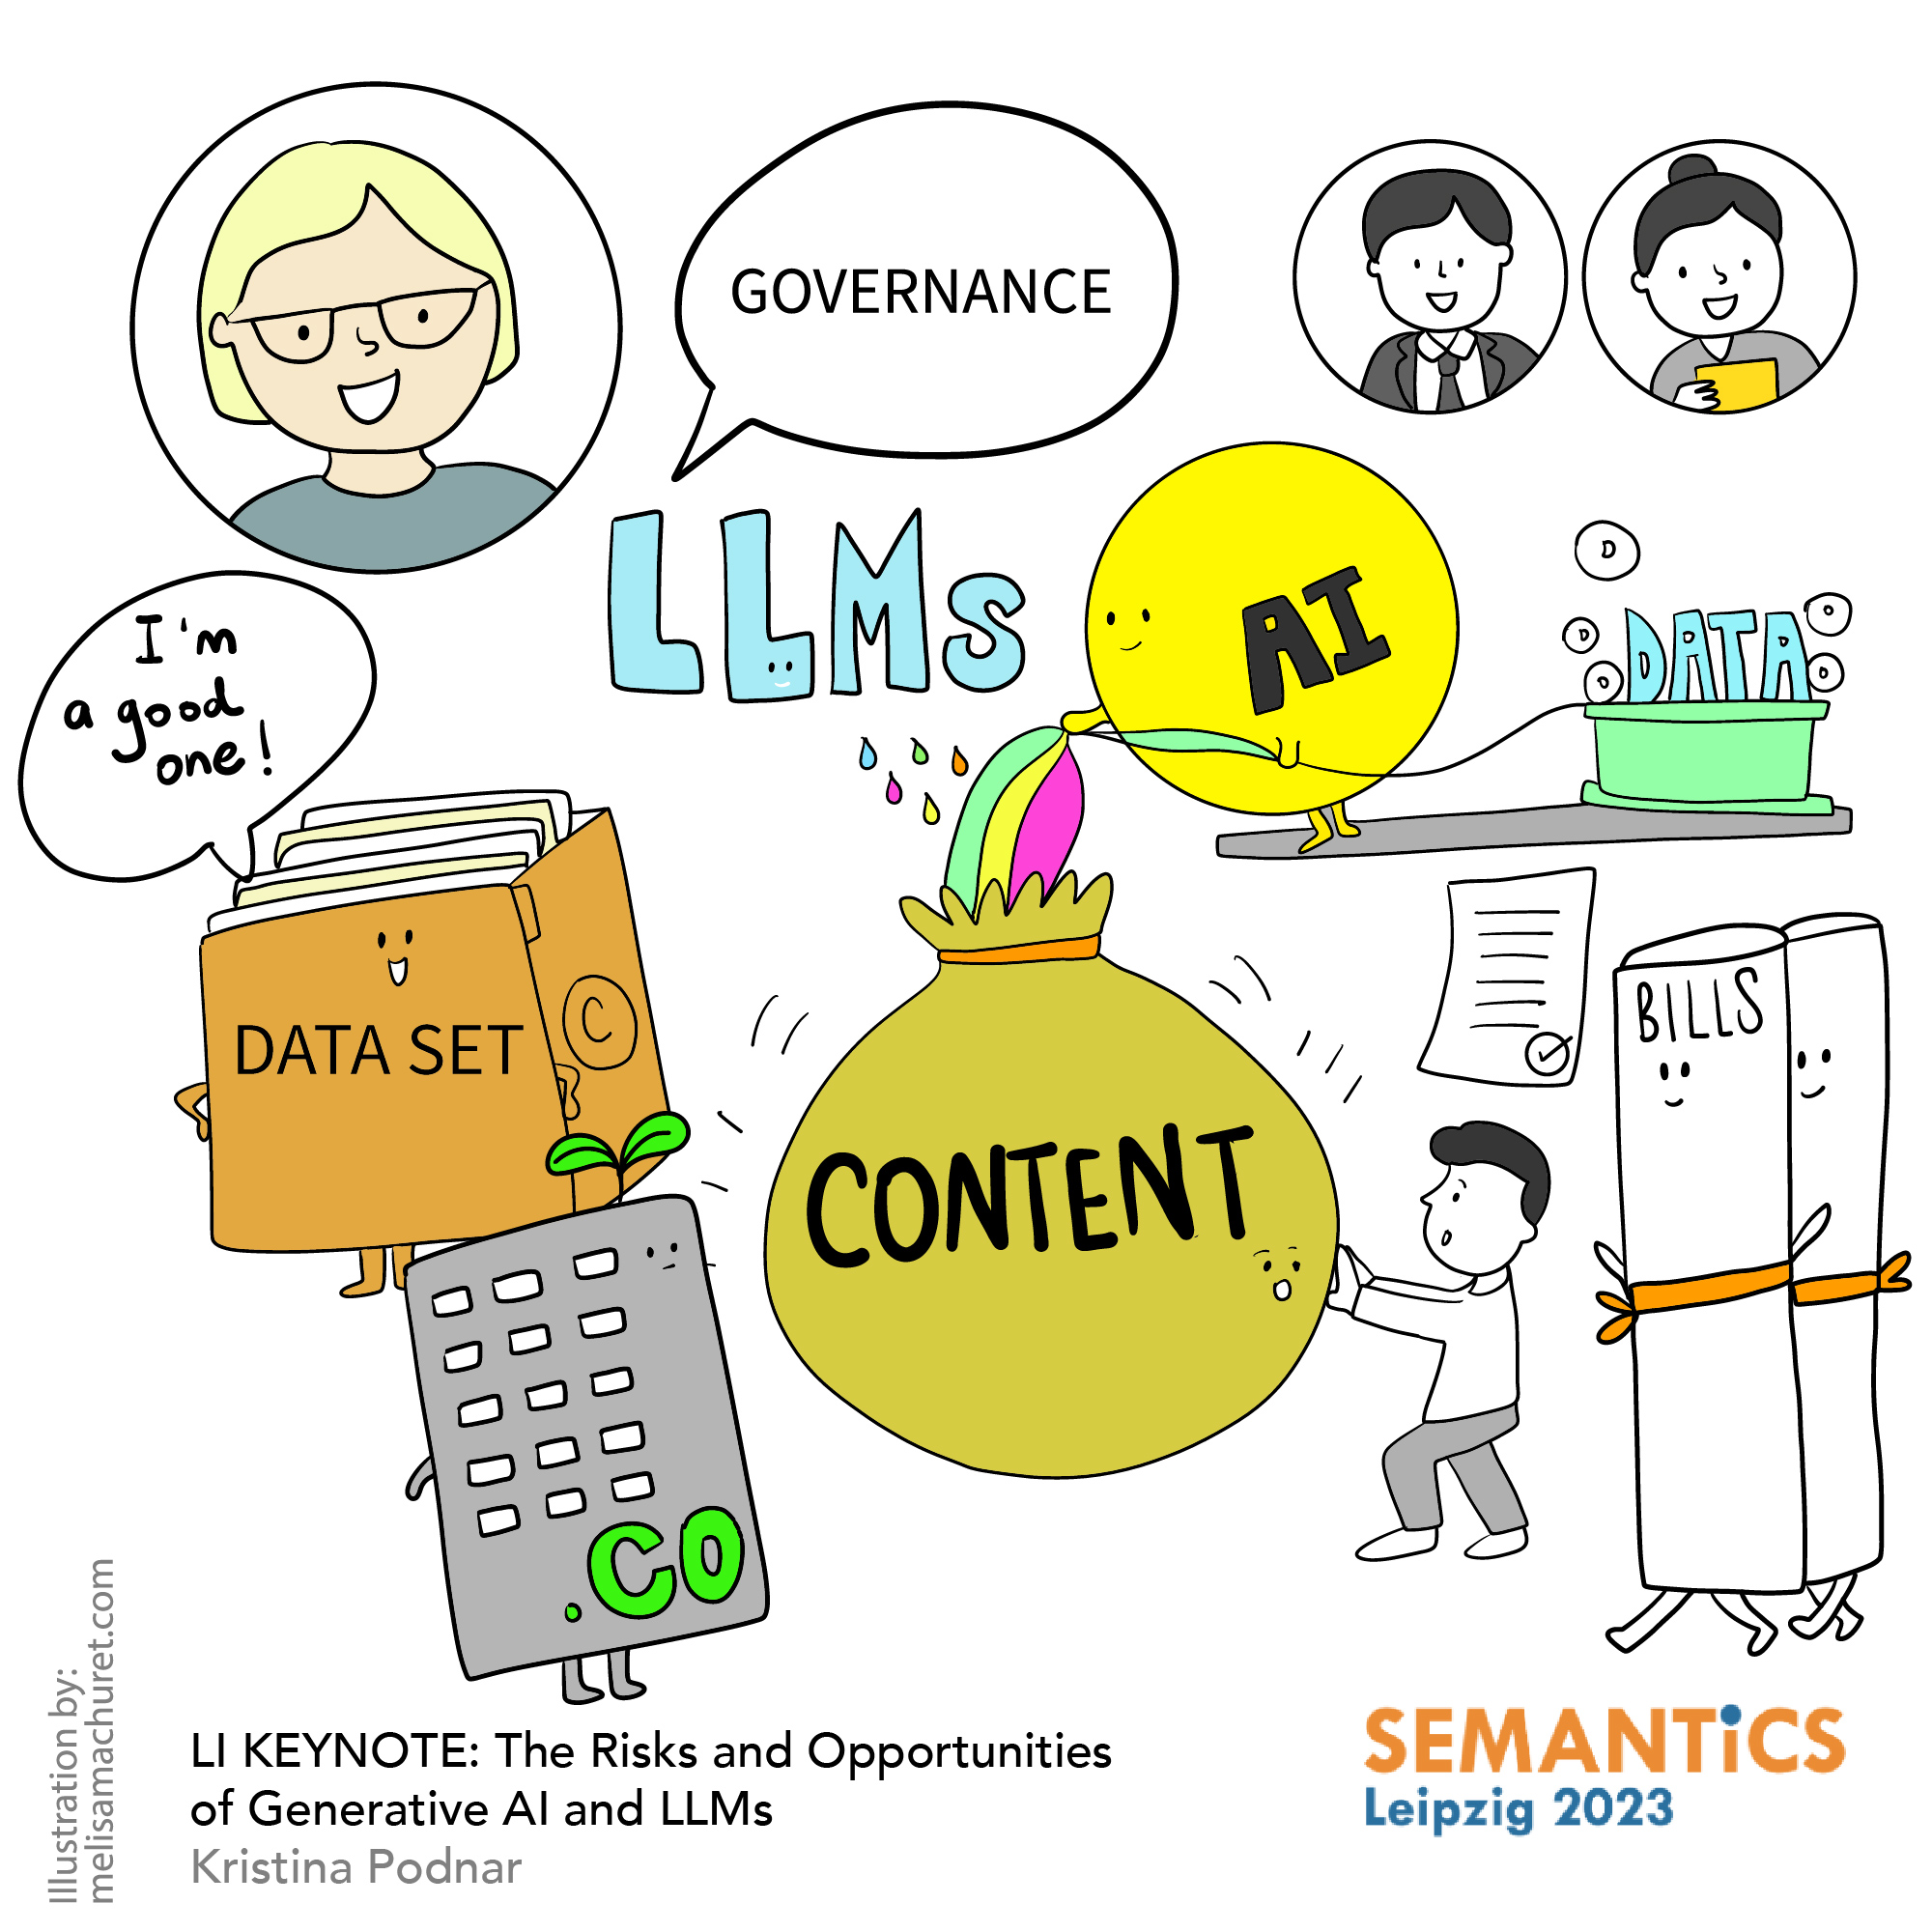 GOVERNANCE
LLMs
AI
D
D
D
D
D
DATA
I'm
a good
one!
DATA SET
C
BILLS
CONTENT
.CO
LI KEYNOTE: The Risks and Opportunities
of Generative AI and LLMs
Kristina Podnar
SEMANTiCS
Leipzig 2023
Illustration by:
melisamachuret.com